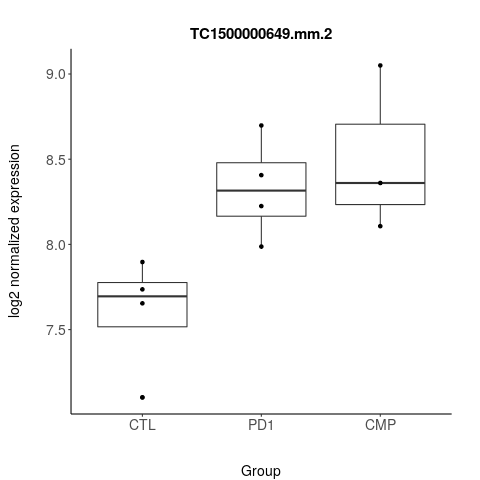 TC1500000649.mm.2
log2 normalized expression
9.0
8.5
8.0
7.5
CTL
PD1
CMP
Group